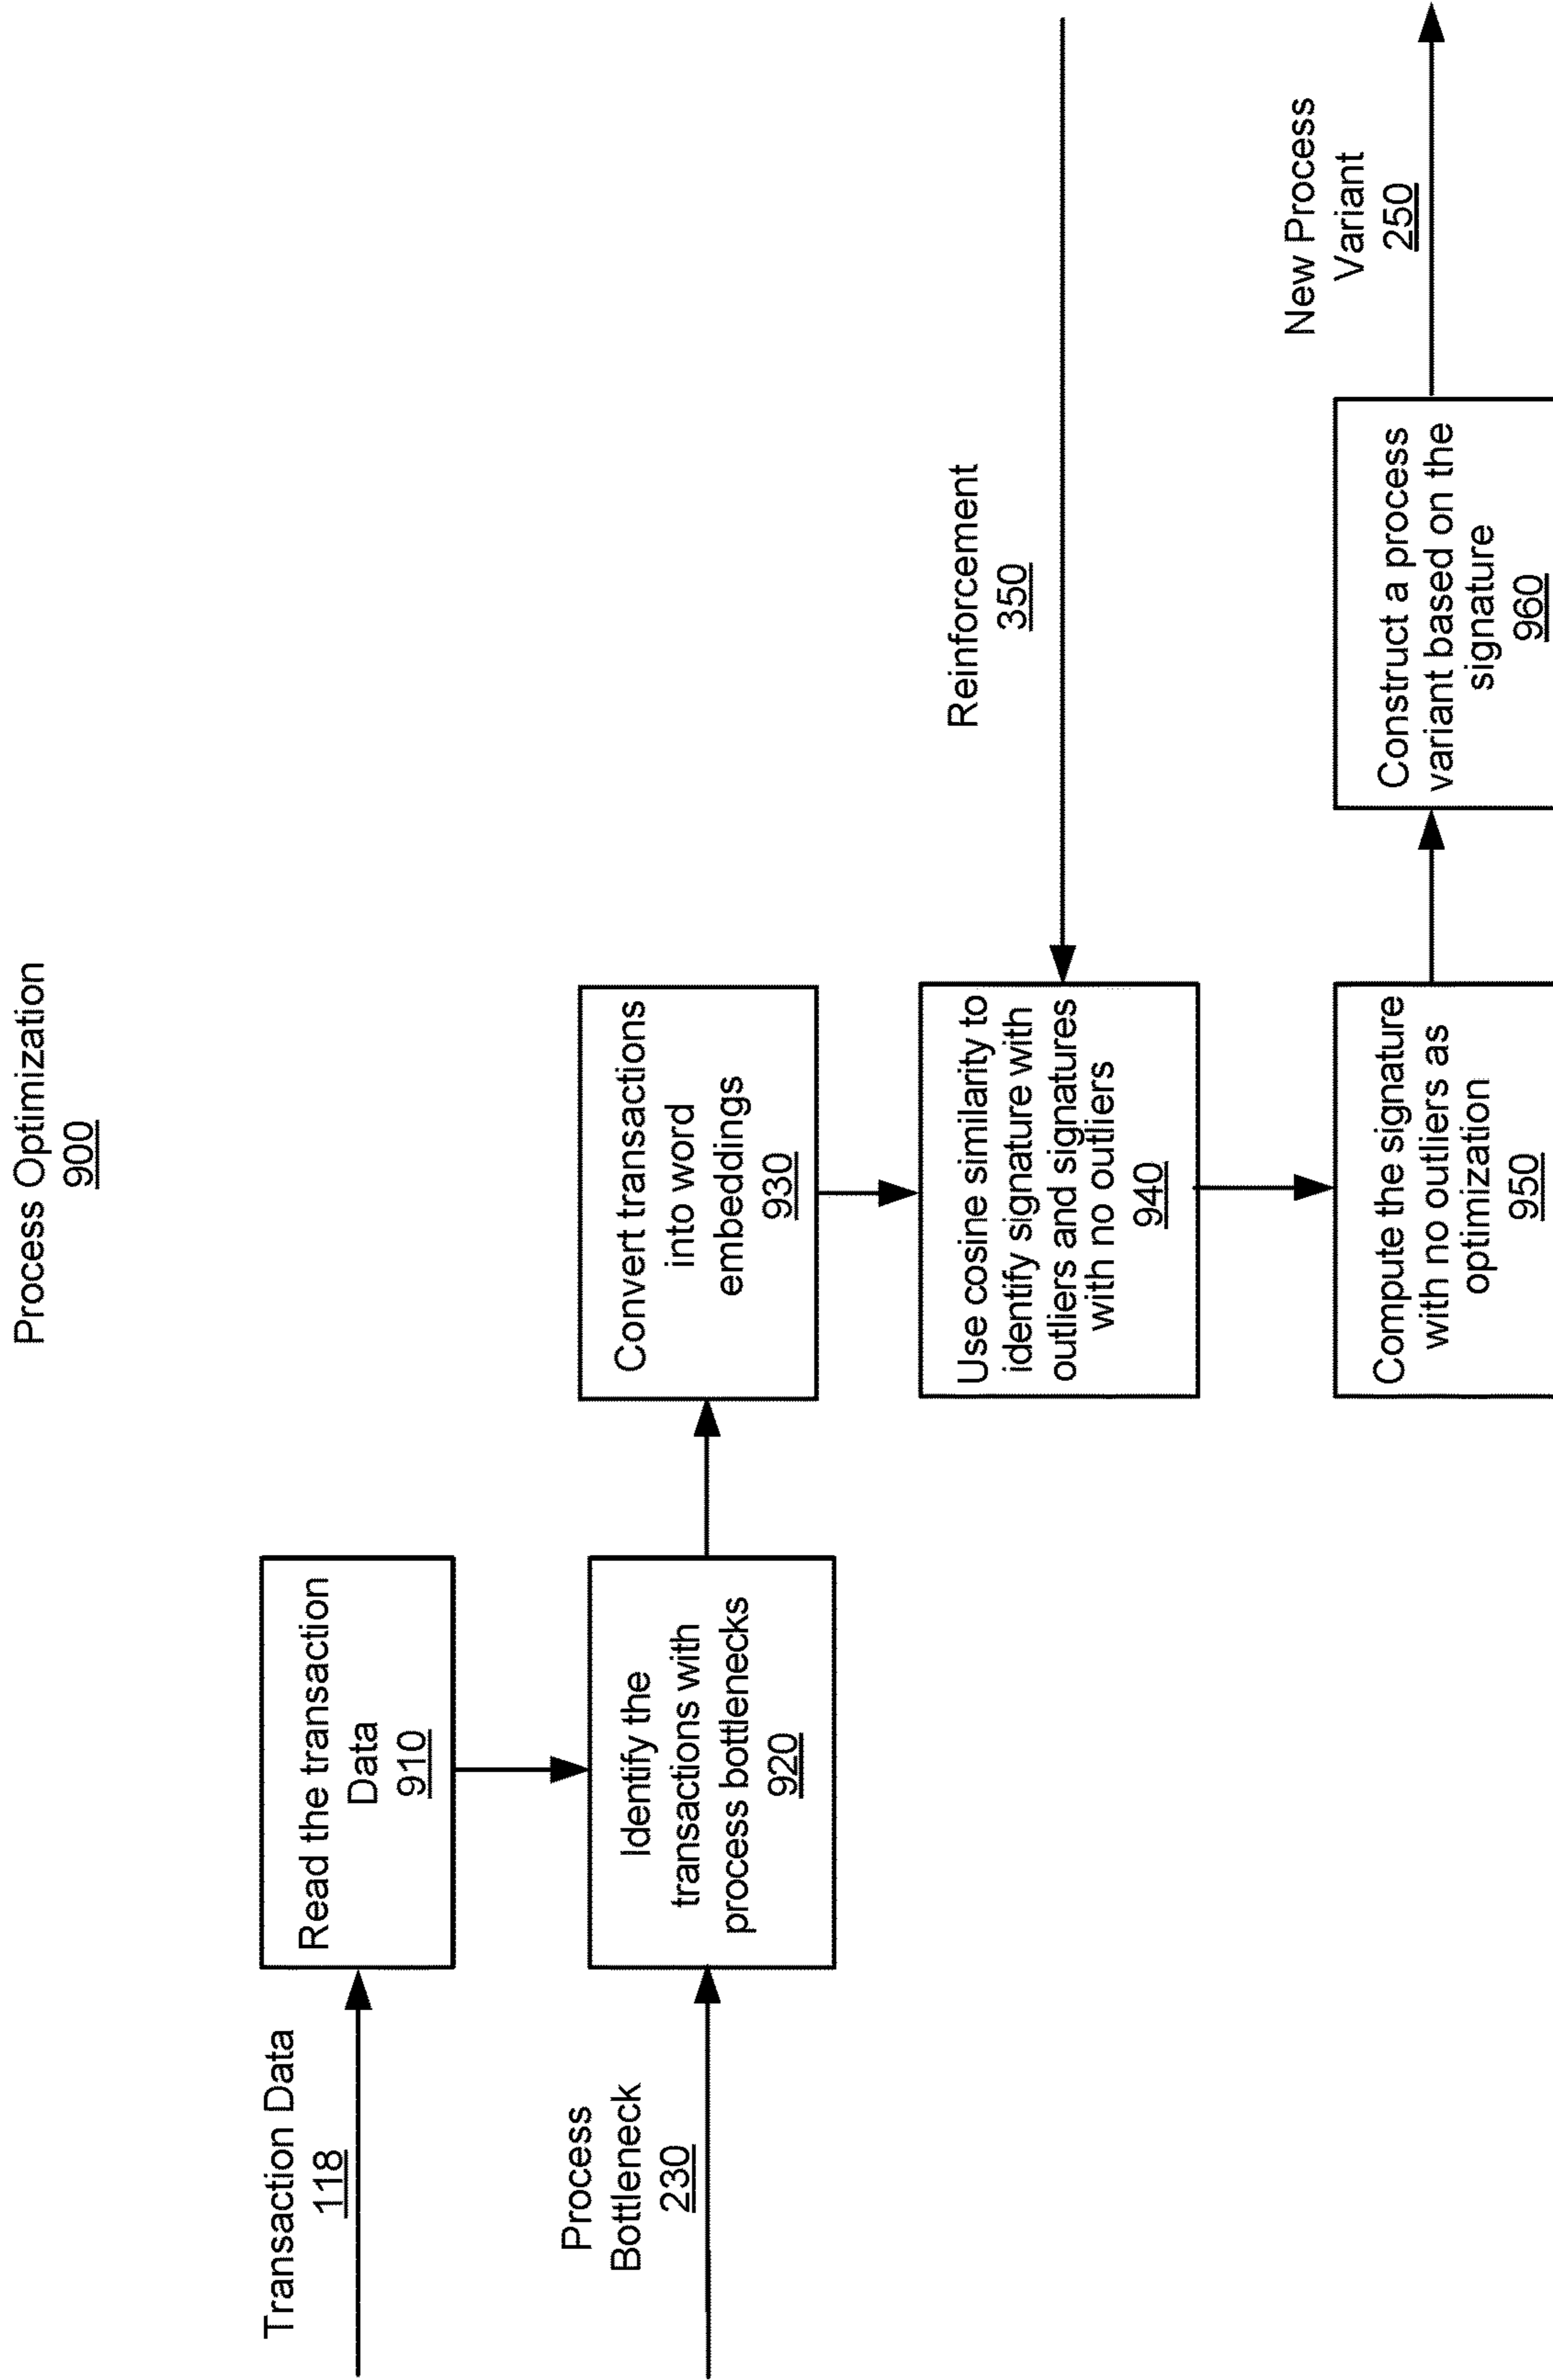 Process Optimization
900
Transaction Data
118
Read the transaction
Data
910
Process
Bottleneck
230
Identify the
transactions with
process bottlenecks
920
Convert transactions
into word
embeddings
930
Reinforcement
350
Use cosine similarity to
identify signature with
outliers and signatures
with no outliers
940
Compute the signature
with no outliers as
optimization
950
Construct a process
variant based on the
signature
960
New Process
Variant
250